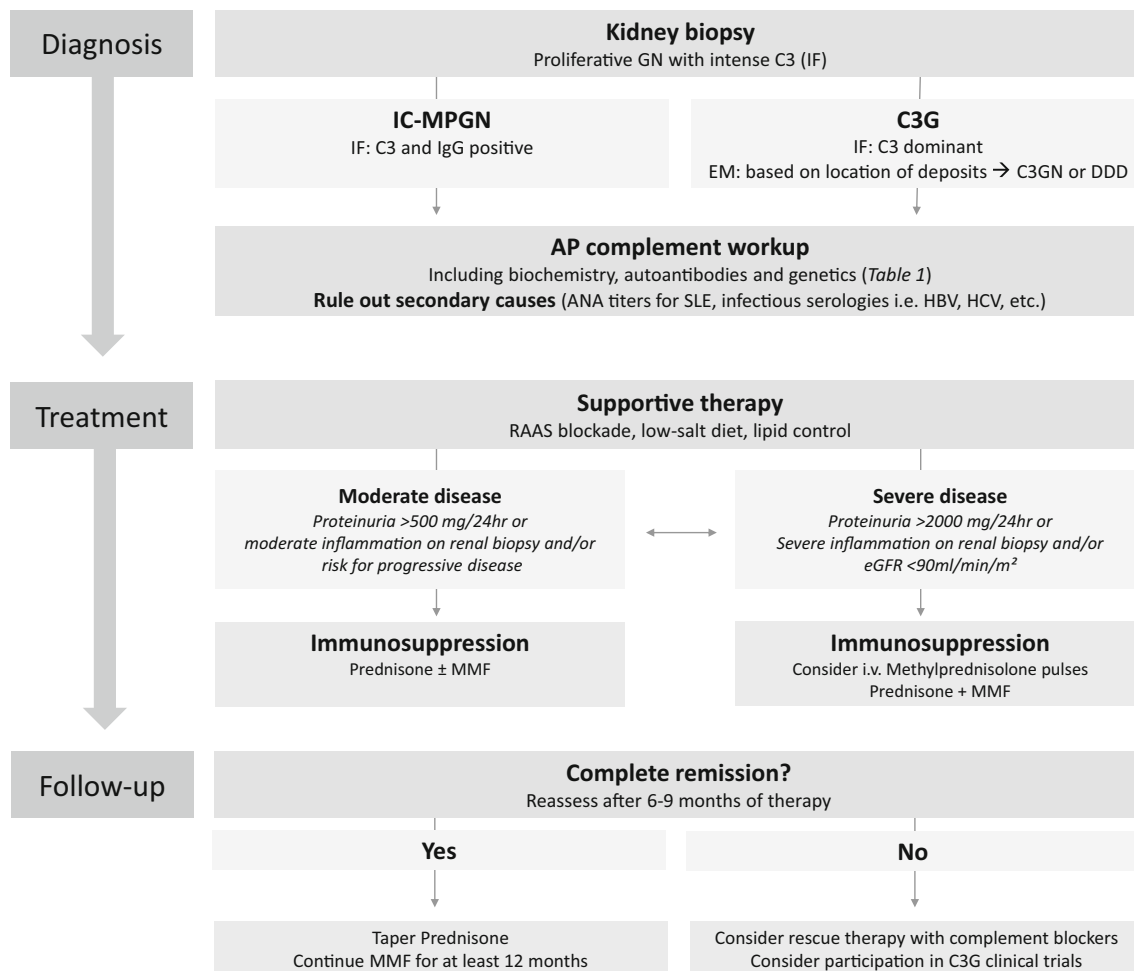 Diagnosis
Kidney biopsy
Proliferative GN with intense C3 (IF)
IC-MPGN
IF: C3 and IgG positive
C3G
IF: C3 dominant
EM: based on location of deposits → C3GN or DDD
AP complement workup
Including biochemistry, autoantibodies and genetics (Table 1)
Rule out secondary causes (ANA titers for SLE, infectious serologies i.e. HBV, HCV, etc.)
Treatment
Supportive therapy
RAAS blockade, low-salt diet, lipid control
Moderate disease
Proteinuria >500 mg/24hr or
moderate inflammation on renal biopsy and/or
risk for progressive disease
Severe disease
Proteinuria >2000 mg/24hr or
Severe inflammation on renal biopsy and/or
eGFR <90ml/min/m²
Immunosuppression
Prednisone ± MMF
Immunosuppression
Consider i.v. Methylprednisolone pulses
Prednisone + MMF
Follow-up
Complete remission?
Reassess after 6-9 months of therapy
Yes
No
Taper Prednisone
Continue MMF for at least 12 months
Consider rescue therapy with complement blockers
Consider participation in C3G clinical trials